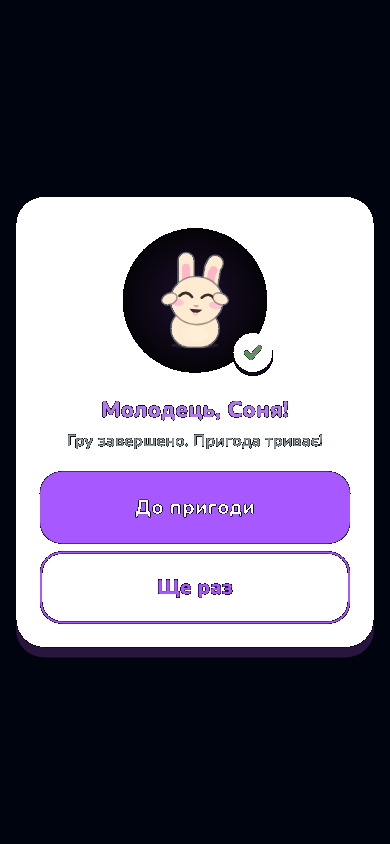 Молодець, Соня!
Гру завершено. Пригода триває!
До пригоди
Ще раз